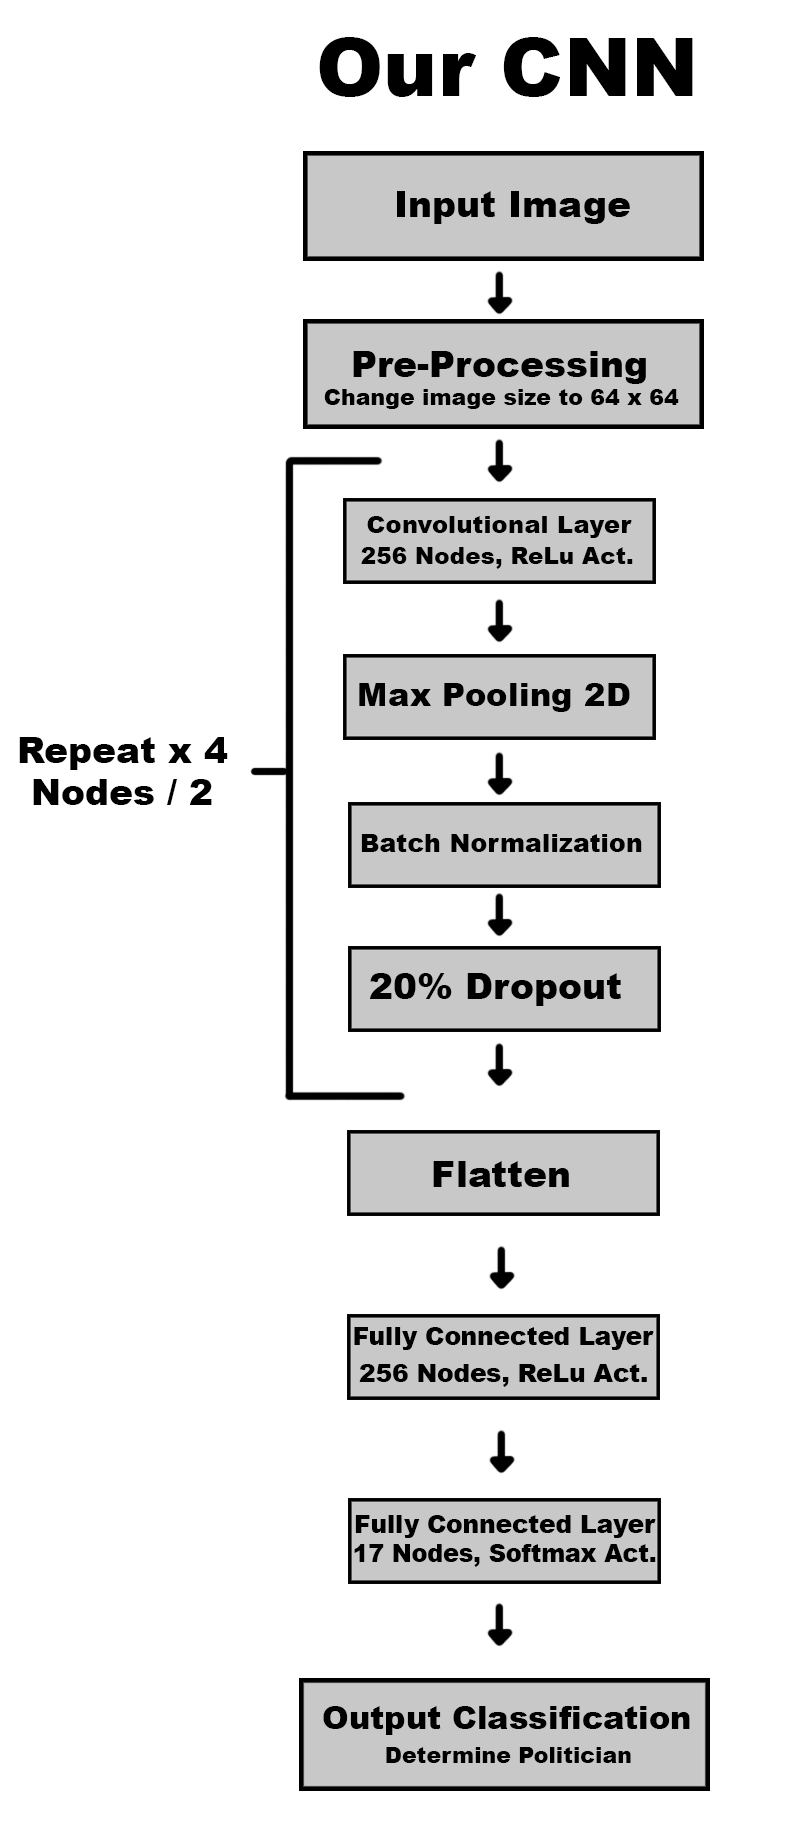 Our CNN
Input Image
Pre-Processing
Change image size to 64 x 64
Convolutional Layer
256 Nodes, ReLu Act.
Max Pooling 2D
Repeat x 4
Nodes / 2
Batch Normalization
20% Dropout
Flatten
Fully Connected Layer
256 Nodes, ReLu Act.
Fully Connected Layer
17 Nodes, Softmax Act.
Output Classification
Determine Politician